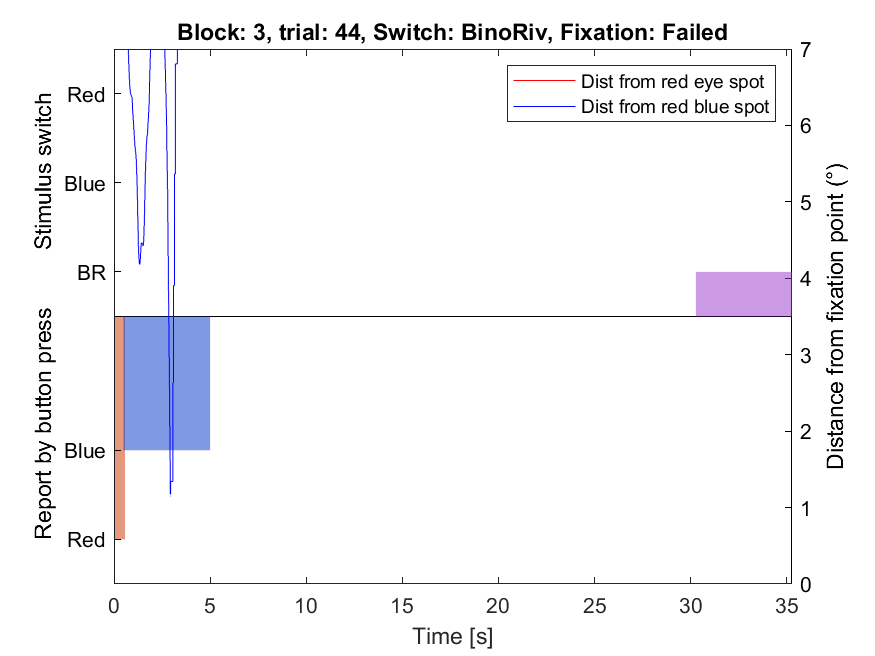 Block: 3, trial: 44, Switch: BinoRiv, Fixation: Failed
Dist from red eye spot
Dist from red blue spot
Stimulus switch
Red
Blue
BR
Report by button press
Blue
Red
7
6
5
4
3
2
1
0
Distance from fixation point (°)
0 5 10 15 20 25 30 35
Time [s]